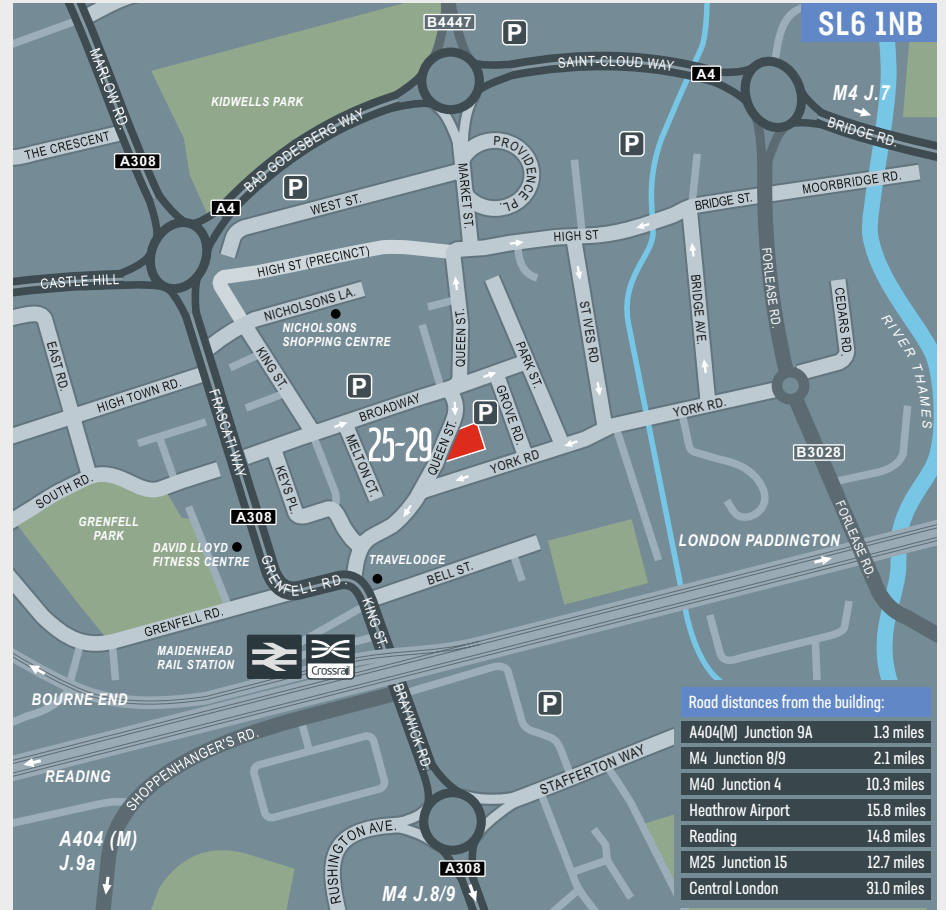 B4447
P
SL6 1NB
SAINT-CLOUD WAY
A4
M4 J.7
BRIDGE RD.
MARLOW RD.
KIDWELLS PARK
THE CRESCENT
A308
BAD GODESBERG WAY
P
PROVIDENCE PL.
P
A4
WEST ST.
MARKET ST.
MOORBRIDGE RD.
BRIDGE ST.
HIGH ST
HIGH ST (PRECINCT)
CASTLE HILL
NICHOLSONS LA.
NICHOLSONS
SHOPPING CENTRE
QUEEN ST.
ST IVES RD
BRIDGE AVE.
FORLEASE RD.
CEDARS RD
RIVER THAMES
EAST RD.
KING ST.
PARK ST.
HIGH TOWN RD.
P
BROADWAY
GROVE RD.
P
YORK RD.
FRASCATI WAY
25-29
QUEEN ST.
MELTON CT.
YORK RD
B3028
SOUTH RD.
KEYS PL.
GRENFELL
PARK
A308
FORLEASE RD.
DAVID LLOYD
FITNESS CENTRE
TRAVELODGE
LONDON PADDINGTON
GRENFELL RD.
BELL ST.
GRENFELL RD.
KING ST.
MAIDENHEAD
RAIL STATION
Crossrail
BOURNE END
BRAYWICK RD.
P
READING
SHOPPENHANGER'S RD.
STAFFERTON WAY
A404 (M)
J.9a
RUSHINGTON AVE.
A308
M4 J.8/9
Road distances from the building:
A404(M) Junction 9A 1.3 miles
M4 Junction 8/9 2.1 miles
M40 Junction 4 10.3 miles
Heathrow Airport 15.8 miles
Reading 14.8 miles
M25 Junction 15 12.7 miles
Central London 31.0 miles